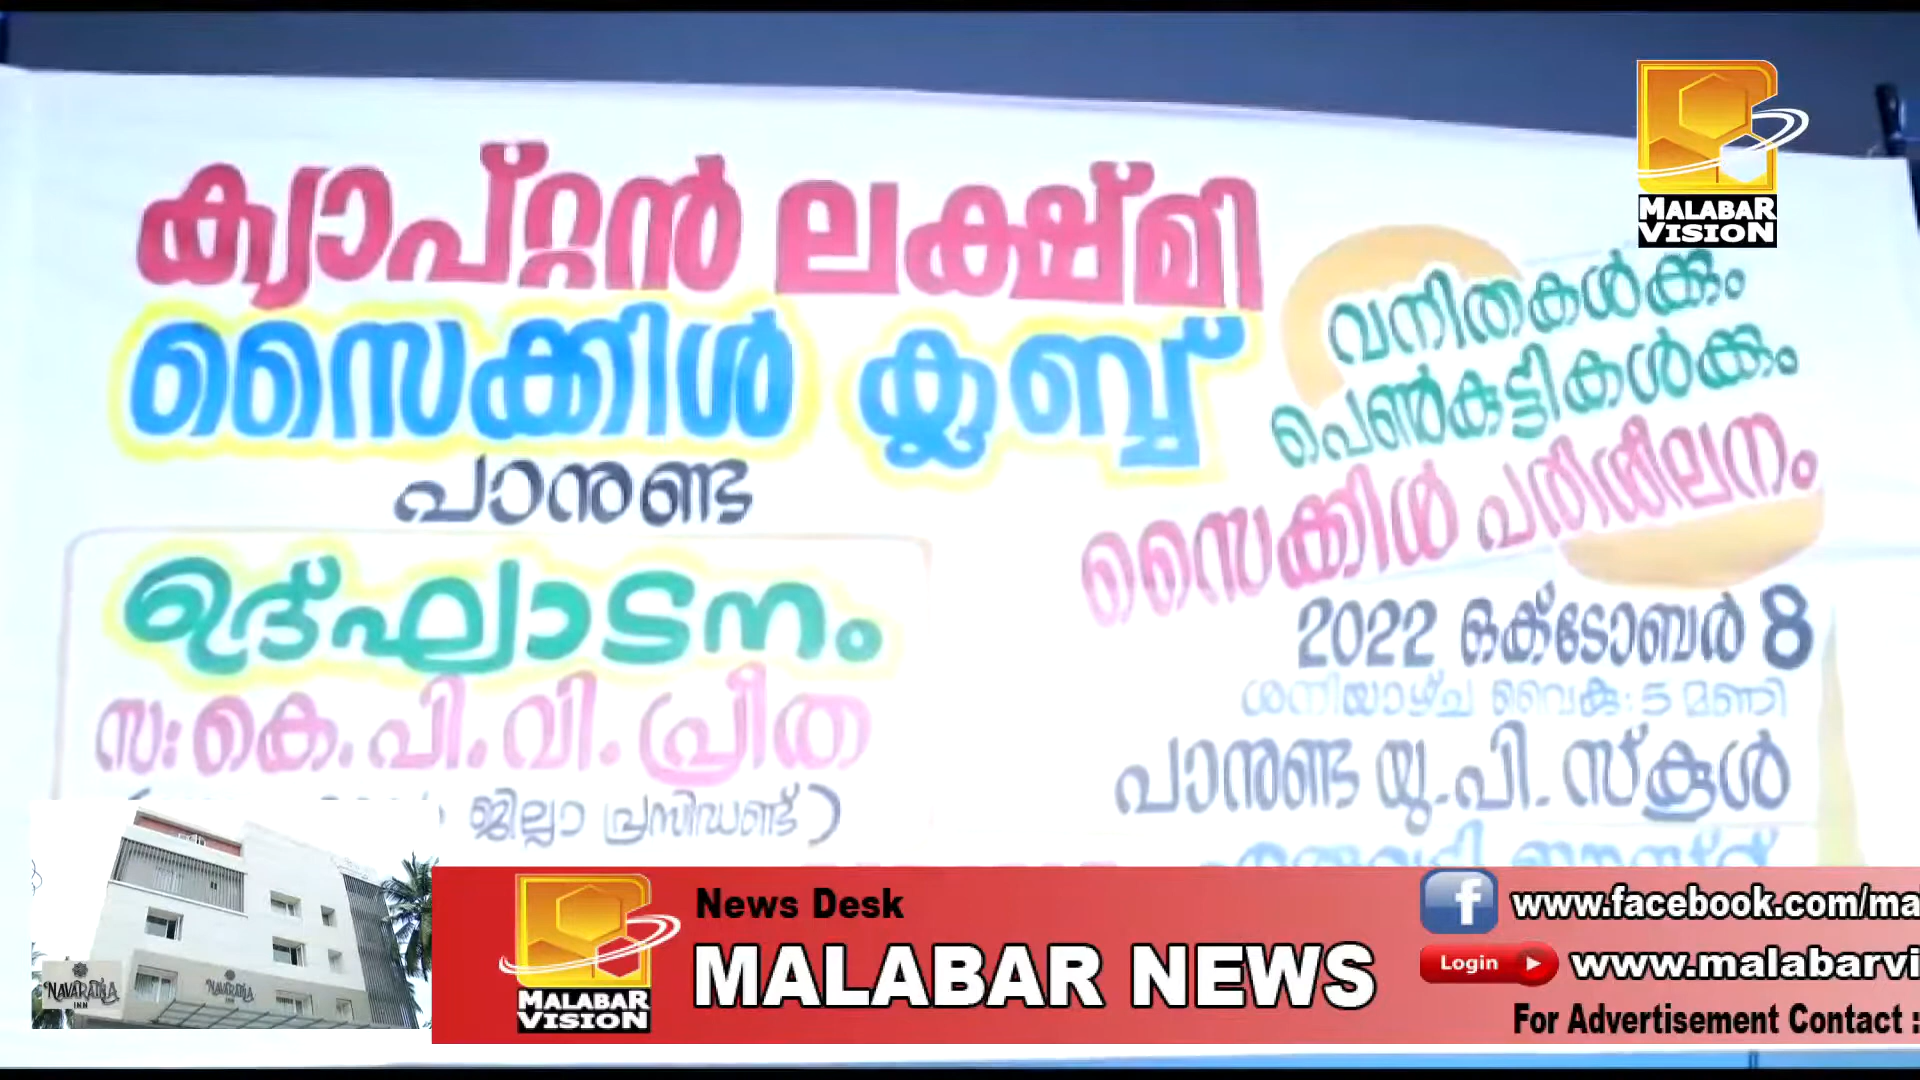 ക്യാപ്റ്റൻ ലക്ഷ്മി
സൈക്കിൾ ക്ലബ്ബ്
പാനുണ്ട
ഉദ്ഘാടനം
സഃ കെ.പി.വി. പ്രീത
ജില്ലാ പ്രസിഡണ്ട്)
വനിതകൾക്കും
പെൺകുട്ടികൾക്കും
സൈക്കിൾ പരിശീലനം
2022 ഒക്ടോബർ 8
ശനിയാഴ്ച വൈകു: 5 മണി
പാനുണ്ട യു.പി. സ്കൂൾ
MALABAR
VISION
NAVARATNA
INN
NAVARATNA
INN
MALABAR
VISION
News Desk
MALABAR NEWS
www.facebook.com/ma
Login www.malabarvi
For Advertisement Contact :